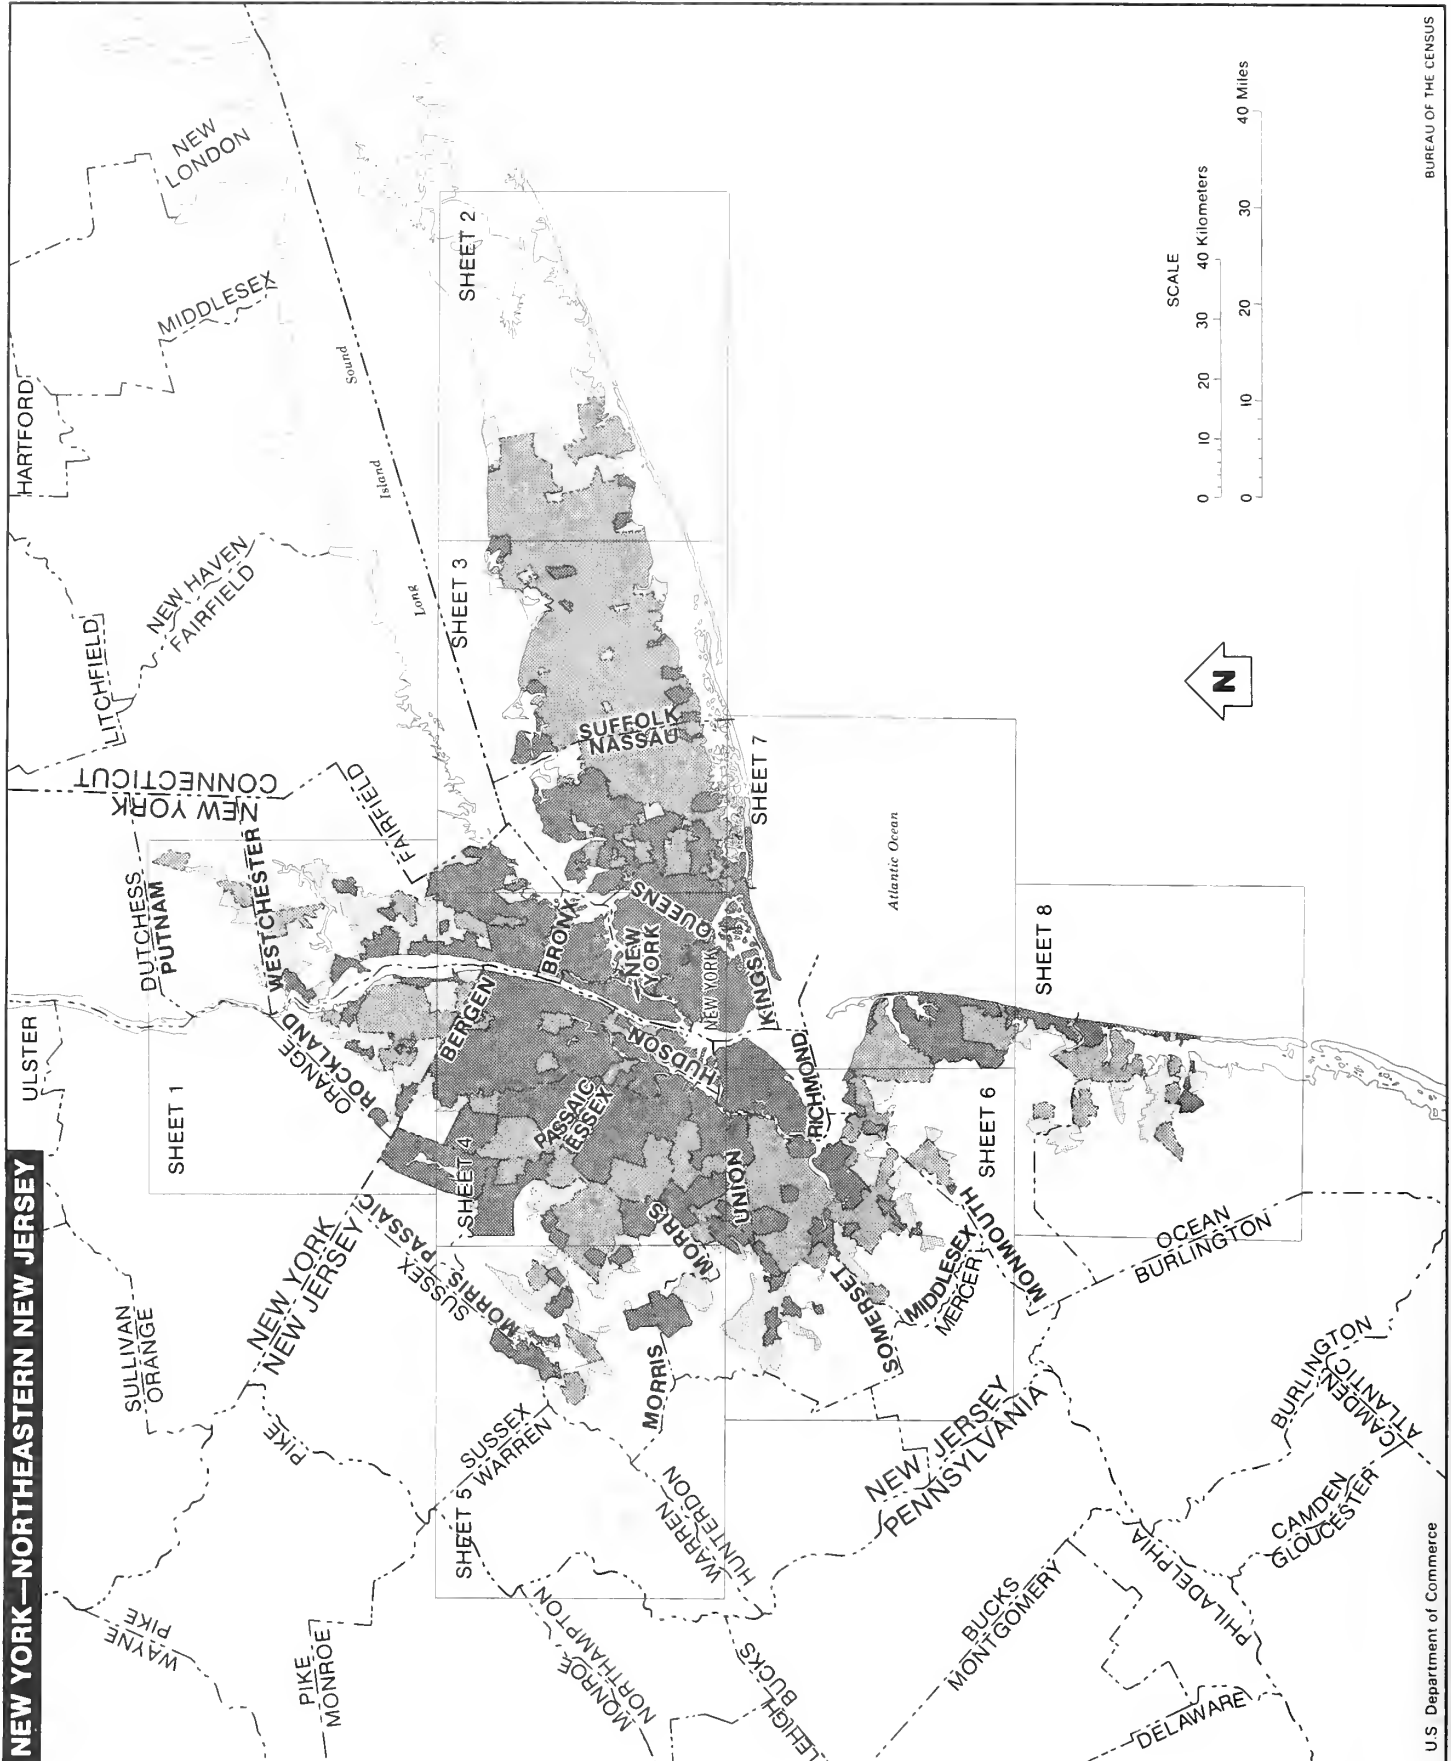 NEW YORK—NORTHEASTERN NEW JERSEY
WAYNE
PIKE
PIKE
MONROE
SULLIVAN
ORANGE
PIKE
NEW YORK
NEW JERSEY
ULSTER
DUTCHESS
PUTNAM
WESTCHESTER
NEW YORK
CONNECTICUT
LITCHFIELD
HARTFORD
NEW HAVEN
FAIRFIELD
FAIRFIELD
MIDDLESEX
NEW
LONDON
Long
Island
Sound
SHEET 1
ORANGE
ROCKLAND
SUSSEX
PASSAIC
MORRIS
SHEET 2
SHEET 3
SHEET 4
SHEET 5
SUSSEX
WARREN
MONROE
NORTHAMPTON
WARREN
HUNTERDON
LEHIGH
BUCKS
BERGEN
BRONX
PASSAIC
ESSEX
HUDSON
NEW
YORK
NEW YORK
QUEENS
KINGS
SUFFOLK
NASSAU
MORRIS
MORRIS
UNION
RICHMOND
SHEET 7
SOMERSET
MIDDLESEX
MERCER
MONMOUTH
SHEET 6
SHEET 8
Atlantic Ocean
NEW JERSEY
PENNSYLVANIA
OCEAN
BURLINGTON
BUCKS
MONTGOMERY
PHILADELPHIA
DELAWARE
CAMDEN
GLOUCESTER
BURLINGTON
CAMDEN
ATLANTIC
N
SCALE
0 10 20 30 40 Kilometers
0 10 20 30 40 Miles
U.S. Department of Commerce
BUREAU OF THE CENSUS